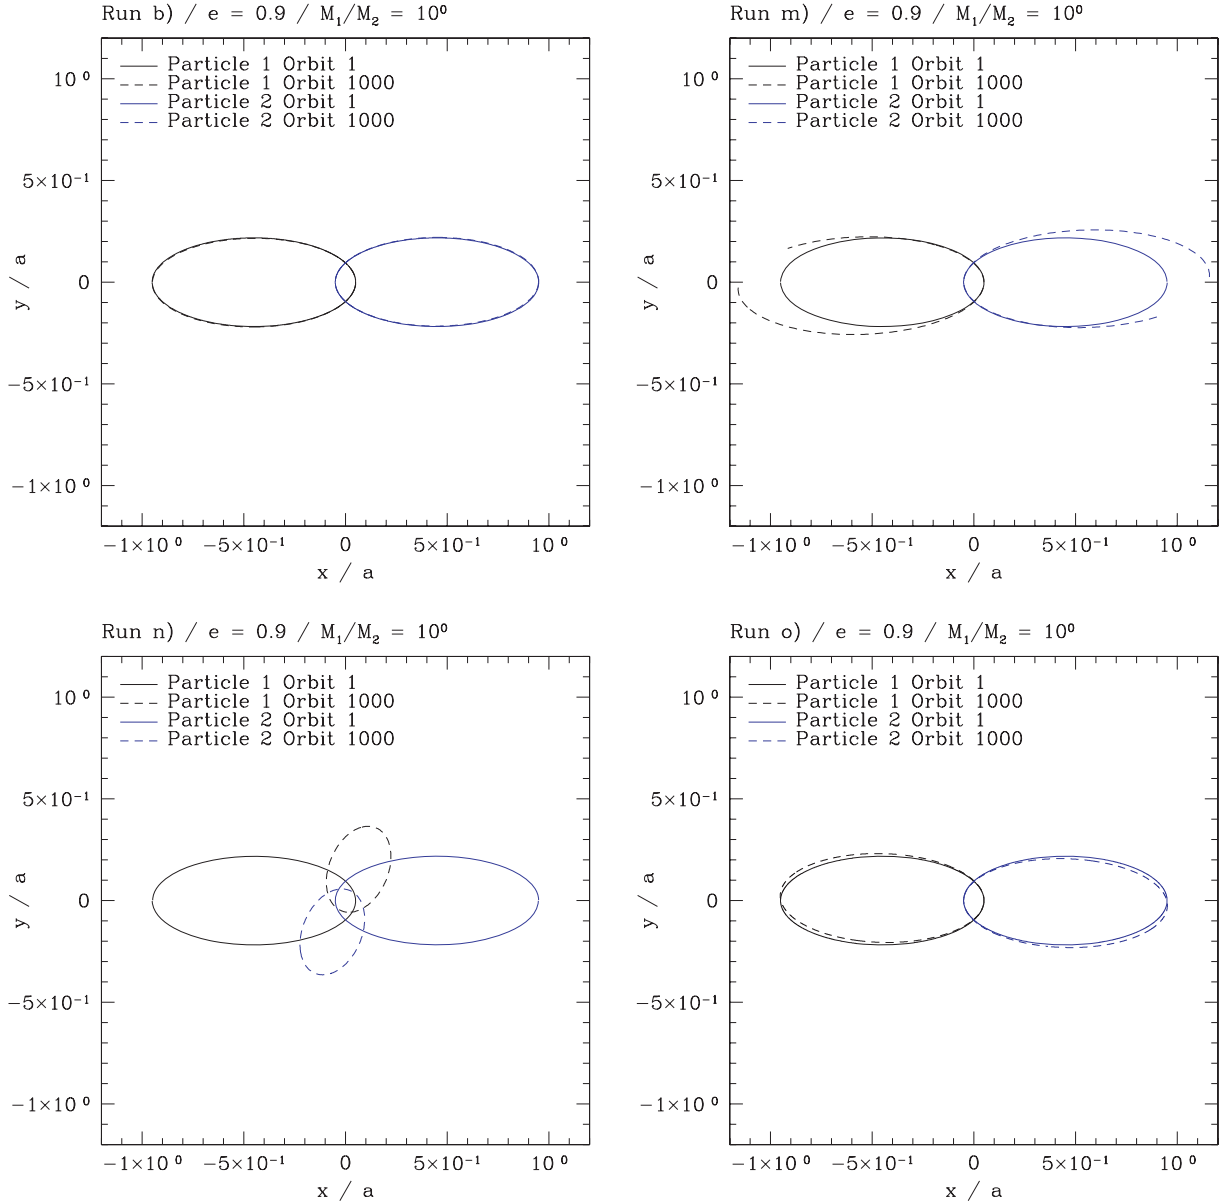 Run b) / e = 0.9 / M₁/M₂ = 10⁰
Particle 1 Orbit 1
Particle 1 Orbit 1000
Particle 2 Orbit 1
Particle 2 Orbit 1000
10⁰
5×10⁻¹
0
−5×10⁻¹
−1×10⁰
y / a
−1×10⁰ −5×10⁻¹ 0 5×10⁻¹ 10⁰
x / a
Run m) / e = 0.9 / M₁/M₂ = 10⁰
Particle 1 Orbit 1
Particle 1 Orbit 1000
Particle 2 Orbit 1
Particle 2 Orbit 1000
10⁰
5×10⁻¹
0
−5×10⁻¹
−1×10⁰
y / a
−1×10⁰ −5×10⁻¹ 0 5×10⁻¹ 10⁰
x / a
Run n) / e = 0.9 / M₁/M₂ = 10⁰
Particle 1 Orbit 1
Particle 1 Orbit 1000
Particle 2 Orbit 1
Particle 2 Orbit 1000
10⁰
5×10⁻¹
0
−5×10⁻¹
−1×10⁰
y / a
−1×10⁰ −5×10⁻¹ 0 5×10⁻¹ 10⁰
x / a
Run o) / e = 0.9 / M₁/M₂ = 10⁰
Particle 1 Orbit 1
Particle 1 Orbit 1000
Particle 2 Orbit 1
Particle 2 Orbit 1000
10⁰
5×10⁻¹
0
−5×10⁻¹
−1×10⁰
y / a
−1×10⁰ −5×10⁻¹ 0 5×10⁻¹ 10⁰
x / a